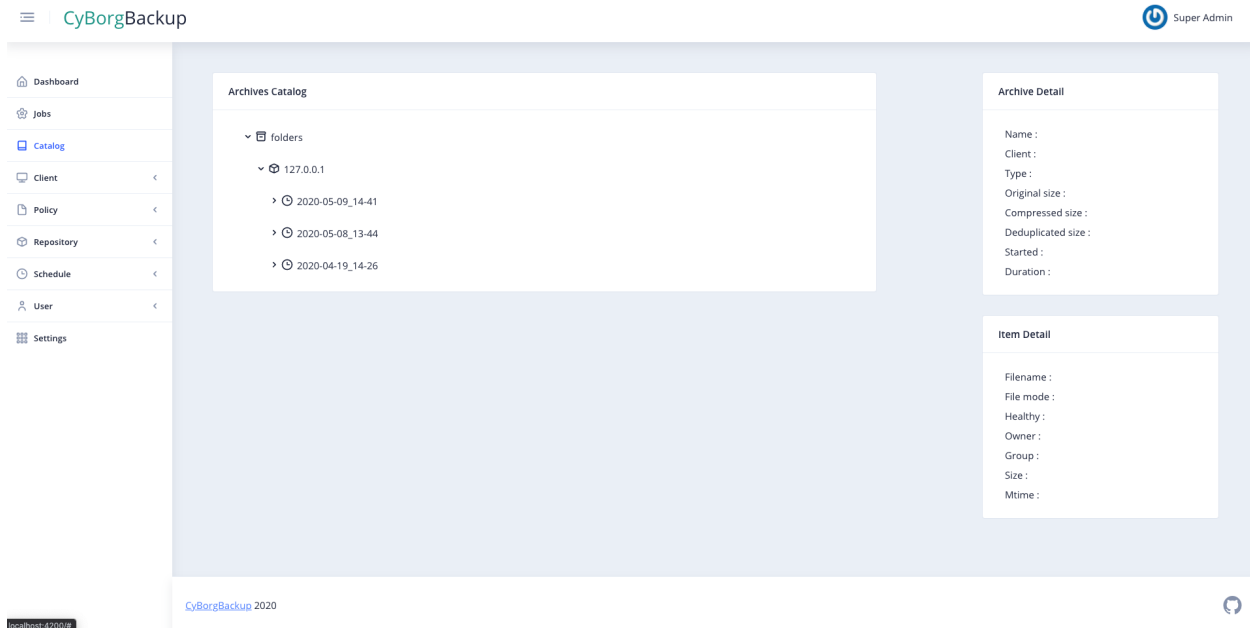 CyBorgBackup
Super Admin
Dashboard
Jobs
Catalog
Client
Policy
Repository
Schedule
User
Settings
Archives Catalog
folders
127.0.0.1
2020-05-09_14-41
2020-05-08_13-44
2020-04-19_14-26
Archive Detail
Name :
Client :
Type :
Original size :
Compressed size :
Deduplicated size :
Started :
Duration :
Item Detail
Filename :
File mode :
Healthy :
Owner :
Group :
Size :
Mtime :
CyBorgBackup 2020
localhost:4200/#